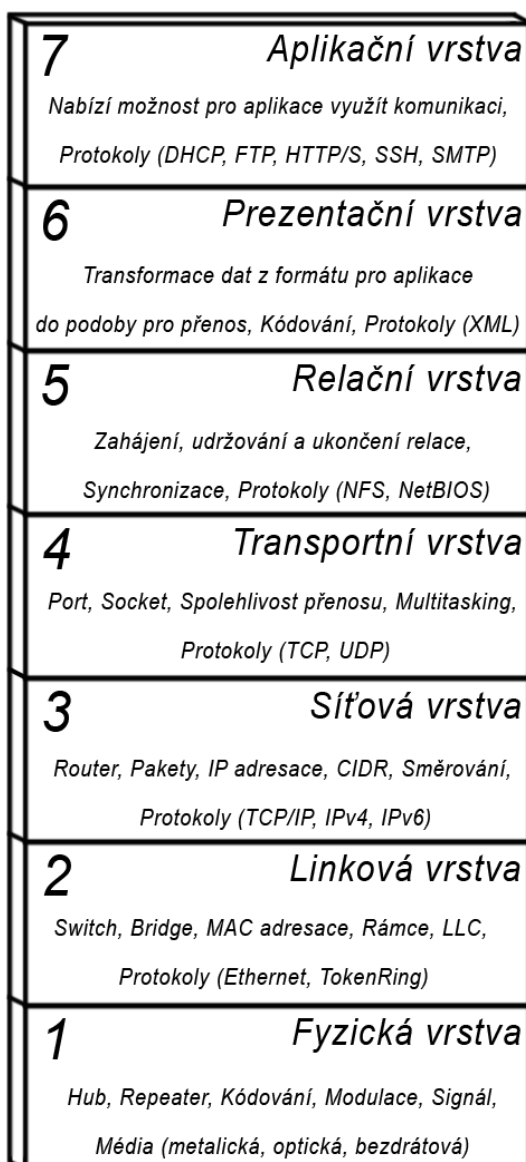 7 Aplikační vrstva
Nabízí možnost pro aplikace využít komunikaci,
Protokoly (DHCP, FTP, HTTP/S, SSH, SMTP)
6 Prezentační vrstva
Transformace dat z formátu pro aplikace
do podoby pro přenos, Kódování, Protokoly (XML)
5 Relační vrstva
Zahájení, udržování a ukončení relace,
Synchronizace, Protokoly (NFS, NetBIOS)
4 Transportní vrstva
Port, Socket, Spolehlivost přenosu, Multitasking,
Protokoly (TCP, UDP)
3 Síťová vrstva
Router, Pakety, IP adresace, CIDR, Směrování,
Protokoly (TCP/IP, IPv4, IPv6)
2 Linková vrstva
Switch, Bridge, MAC adresace, Rámce, LLC,
Protokoly (Ethernet, TokenRing)
1 Fyzická vrstva
Hub, Repeater, Kódování, Modulace, Signál,
Média (metalická, optická, bezdrátová)